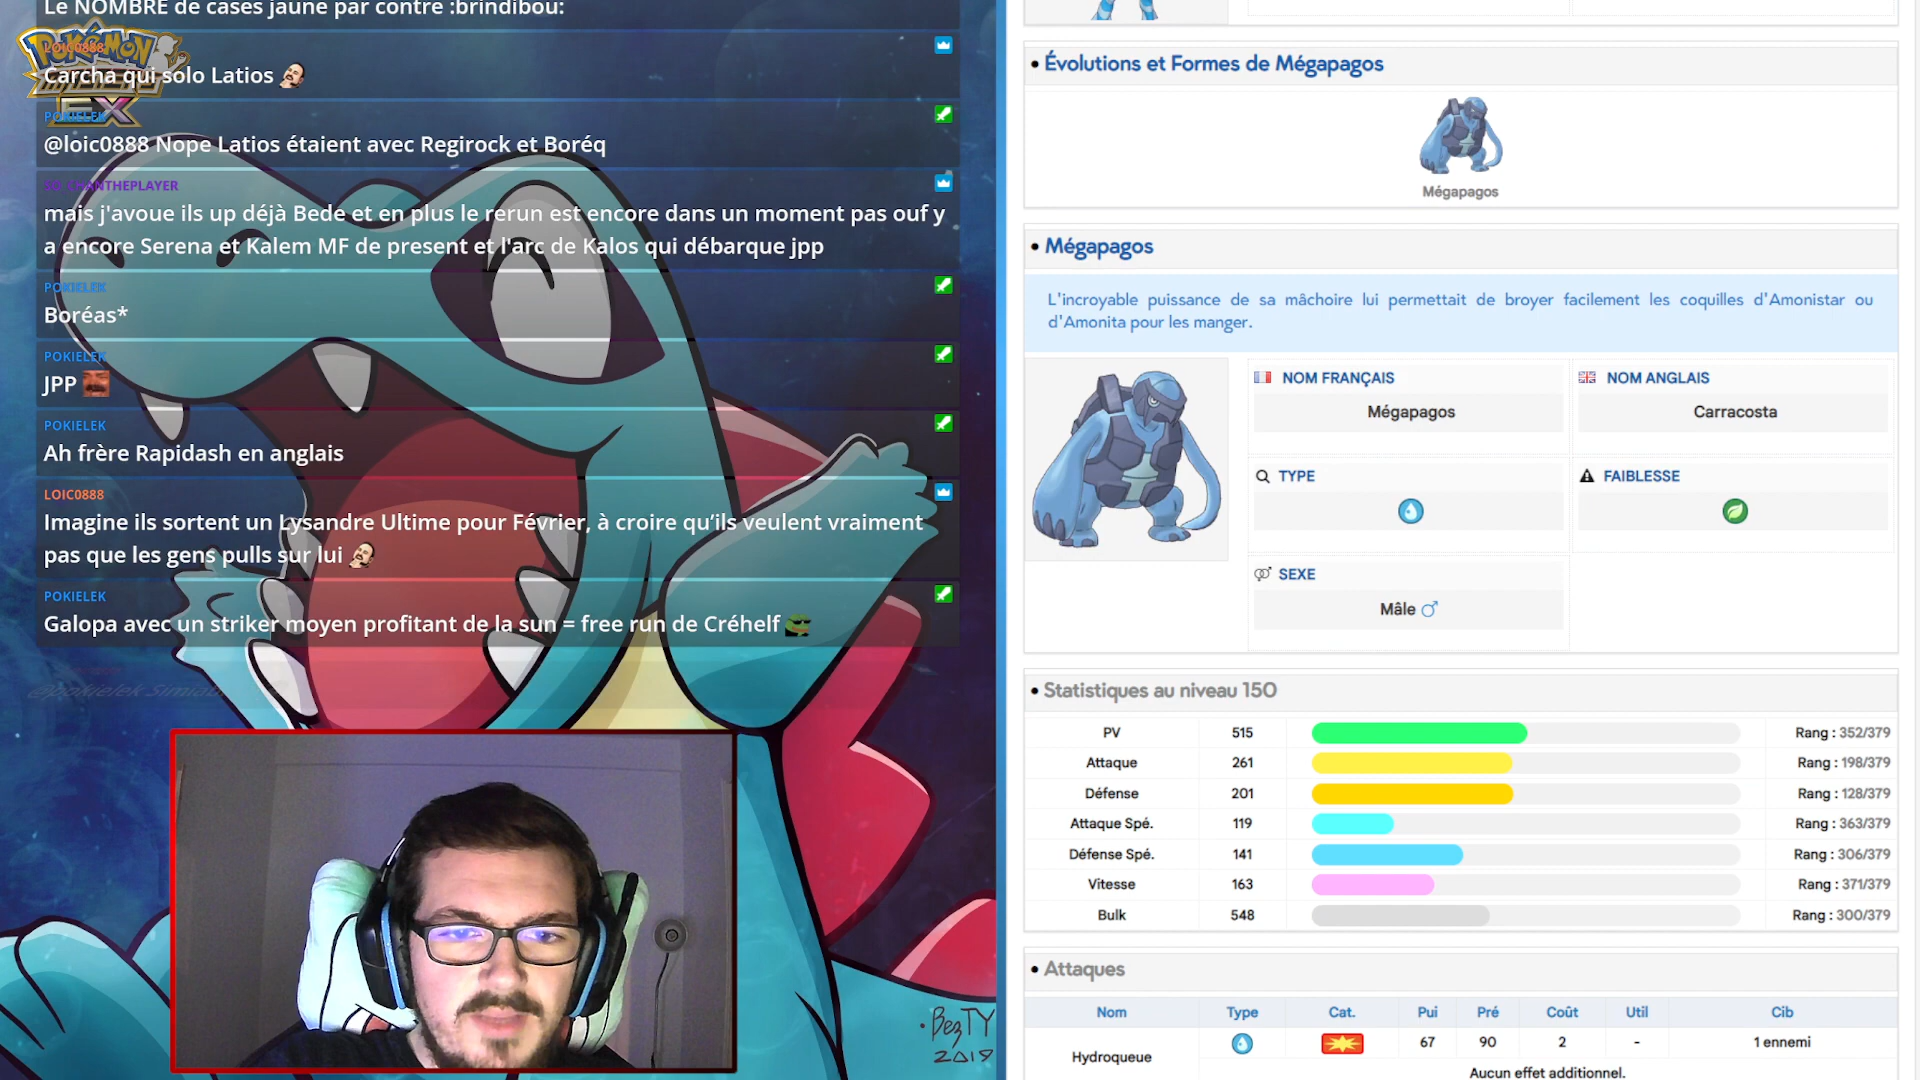 Le NOMBRE de cases jaune par contre :brindibou:
POKÉMON
EX
LOIC0888
Carcha qui solo Latios
POKIELEK
@loic0888 Nope Latios étaient avec Regirock et Boréq
mais j'avoue ils up déjà Bede et en plus le rerun est encore dans un moment pas ouf y
a encore Serena et Kalem MF de present et l'arc de Kalos qui débarque jpp
POKIELEK
Boréas*
POKIELEK
JPP
POKIELEK
Ah frère Rapidash en anglais
LOIC0888
Imagine ils sortent un Lysandre Ultime pour Février, à croire qu’ils veulent vraiment
pas que les gens pulls sur lui
POKIELEK
Galopa avec un striker moyen profitant de la sun = free run de Créhelf
BezTY
2019
• Évolutions et Formes de Mégapagos
Mégapagos
• Mégapagos
L'incroyable puissance de sa mâchoire lui permettait de broyer facilement les coquilles d'Amonistar ou
d'Amonita pour les manger.
NOM FRANÇAIS
Mégapagos
NOM ANGLAIS
Carracosta
TYPE
FAIBLESSE
SEXE
Mâle ♂
• Statistiques au niveau 150
PV 515 Rang : 352/379
Attaque 261 Rang : 198/379
Défense 201 Rang : 128/379
Attaque Spé. 119 Rang : 363/379
Défense Spé. 141 Rang : 306/379
Vitesse 163 Rang : 371/379
Bulk 548 Rang : 300/379
• Attaques
Nom Type Cat. Pui Pré Coût Util Cib
Hydroqueue 67 90 2 - 1 ennemi
Aucun effet additionnel.